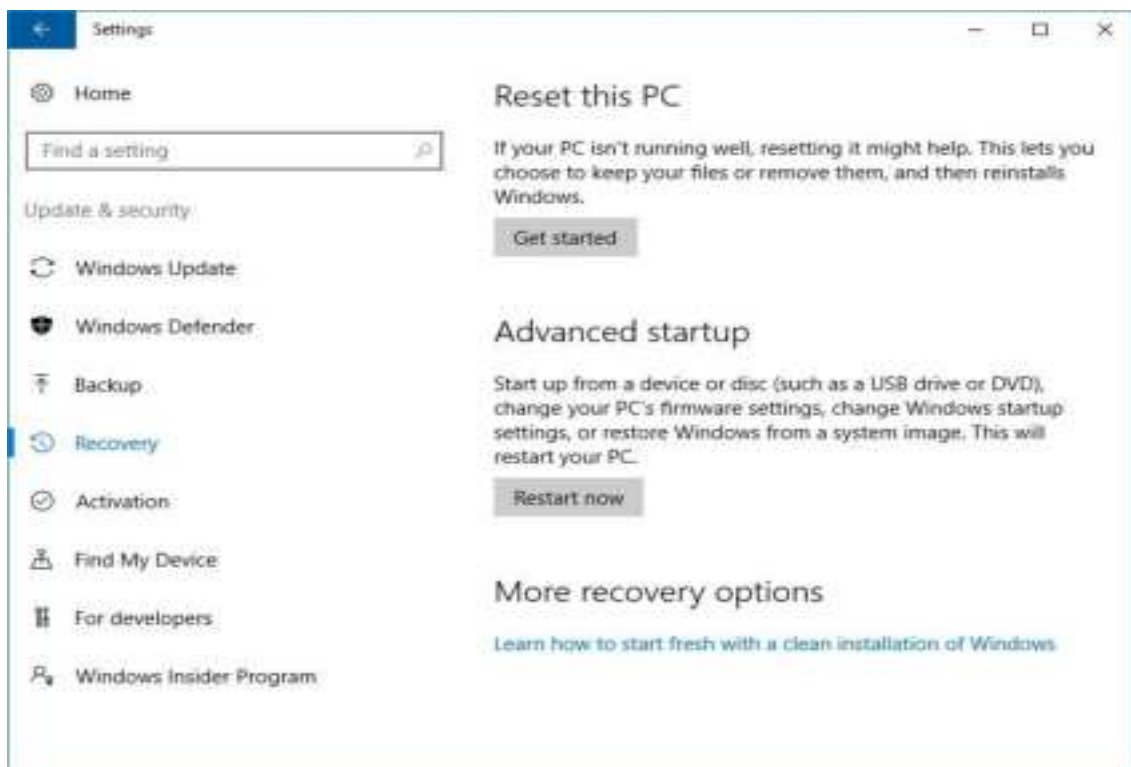 Settings
Home
Find a setting
Update & security
Windows Update
Windows Defender
Backup
Recovery
Activation
Find My Device
For developers
Windows Insider Program
Reset this PC
If your PC isn't running well, resetting it might help. This lets you
choose to keep your files or remove them, and then reinstalls
Windows.
Get started
Advanced startup
Start up from a device or disc (such as a USB drive or DVD),
change your PC's firmware settings, change Windows startup
settings, or restore Windows from a system image. This will
restart your PC.
Restart now
More recovery options
Learn how to start fresh with a clean installation of Windows